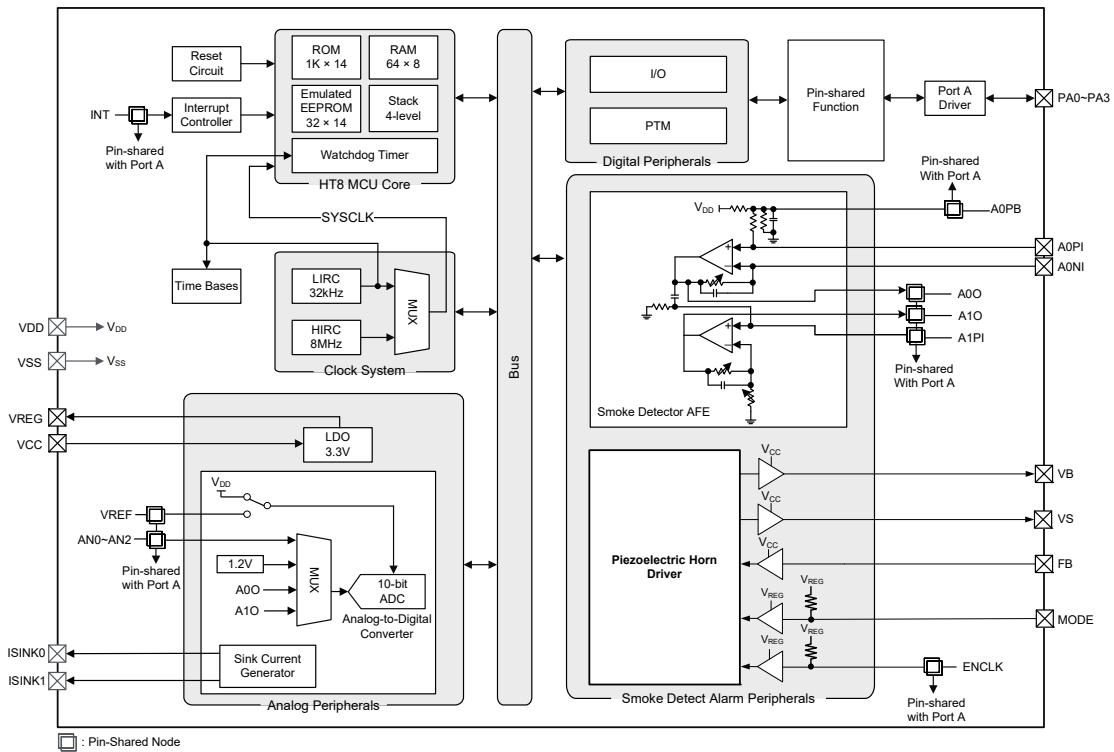 Reset
Circuit
INT
Interrupt
Controller
Pin-shared
with Port A
ROM
1K × 14
RAM
64 × 8
Emulated
EEPROM
32 × 14
Stack
4-level
Watchdog Timer
HT8 MCU Core
SYSCLK
Time Bases
LIRC
32kHz
HIRC
8MHz
MUX
Clock System
VDD
VDD
VSS
VSS
VREG
VCC
LDO
3.3V
VDD
VREF
AN0~AN2
Pin-shared
with Port A
1.2V
A0O
A1O
MUX
10-bit
ADC
Analog-to-Digital
Converter
ISINK0
ISINK1
Sink Current
Generator
Analog Peripherals
Bus
I/O
PTM
Digital Peripherals
Pin-shared
Function
Port A
Driver
PA0~PA3
Pin-shared
With Port A
VDD
A0PB
A0PI
A0NI
+
−
A0O
A1O
A1PI
+
−
Pin-shared
With Port A
Smoke Detector AFE
Piezoelectric Horn
Driver
VCC
VB
VCC
VS
VCC
FB
VREG
VREG
MODE
VREG
VREG
ENCLK
Pin-shared
with Port A
Smoke Detect Alarm Peripherals
: Pin-Shared Node